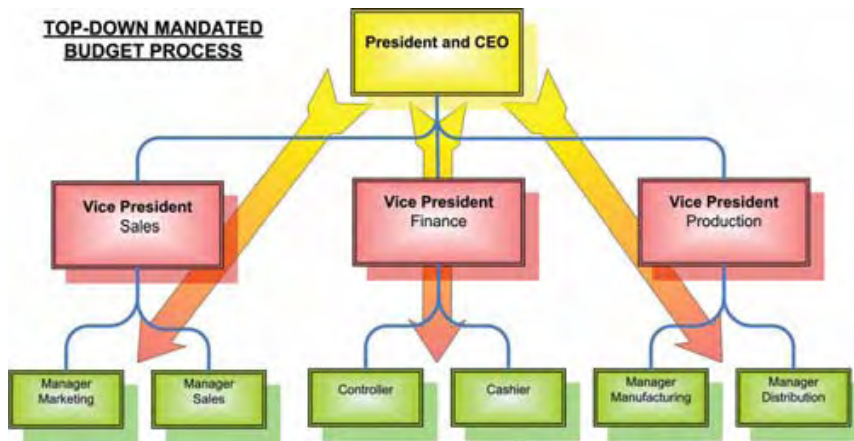 TOP-DOWN MANDATED
BUDGET PROCESS
President and CEO
Vice President
Sales
Vice President
Finance
Vice President
Production
Manager
Marketing
Manager
Sales
Controller
Cashier
Manager
Manufacturing
Manager
Distribution